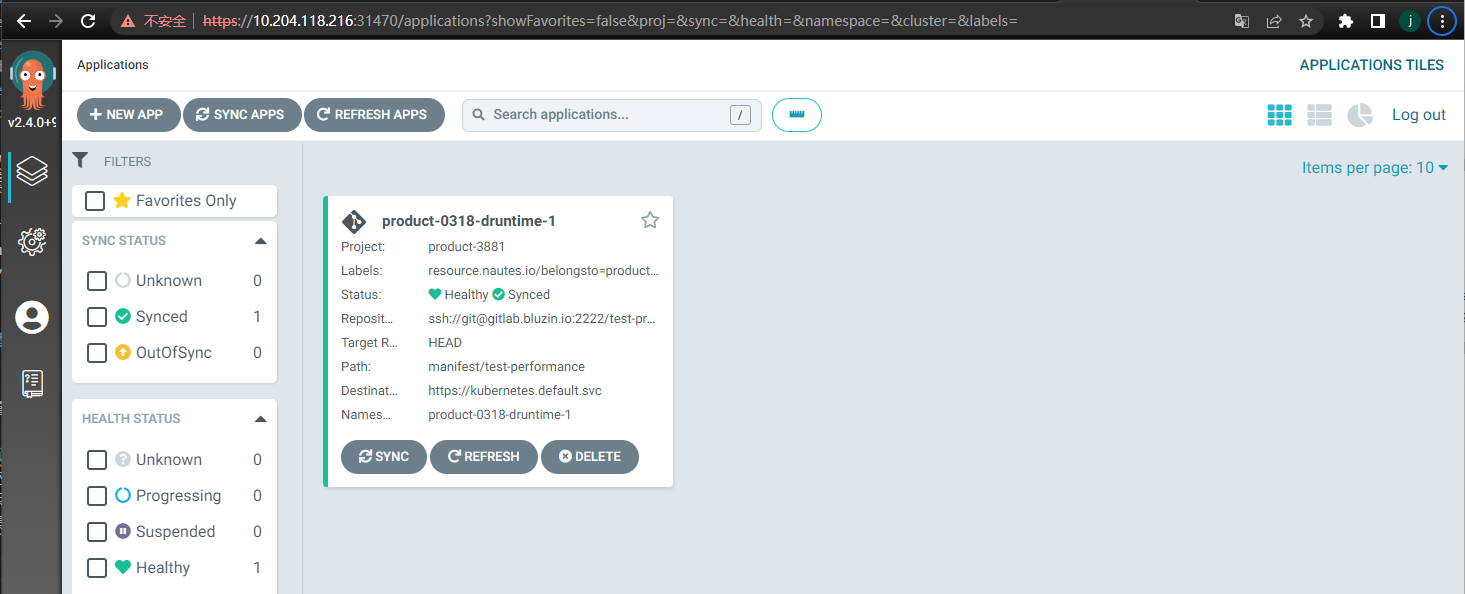 不安全 https://10.204.118.216:31470/applications?showFavorites=false&proj=&sync=&health=&namespace=&cluster=&labels=
j
v2.4.0+9
Applications
APPLICATIONS TILES
NEW APP
SYNC APPS
REFRESH APPS
Search applications...
/
Log out
FILTERS
Items per page: 10
Favorites Only
SYNC STATUS
Unknown 0
Synced 1
OutOfSync 0
HEALTH STATUS
Unknown 0
Progressing 0
Suspended 0
Healthy 1
product-0318-druntime-1
Project: product-3881
Labels: resource.nautes.io/belongsto=product...
Status: Healthy Synced
Reposit... ssh://git@gitlab.bluzin.io:2222/test-pr...
Target R... HEAD
Path: manifest/test-performance
Destinat... https://kubernetes.default.svc
Names... product-0318-druntime-1
SYNC
REFRESH
DELETE